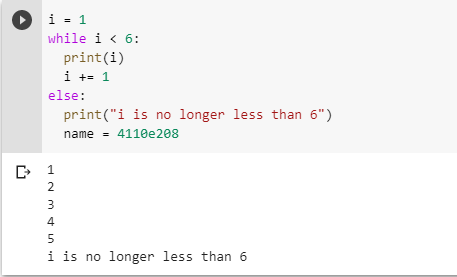 i = 1
while i < 6:
  print(i)
  i += 1
else:
  print("i is no longer less than 6")
  name = 4110e208
1
2
3
4
5
i is no longer less than 6